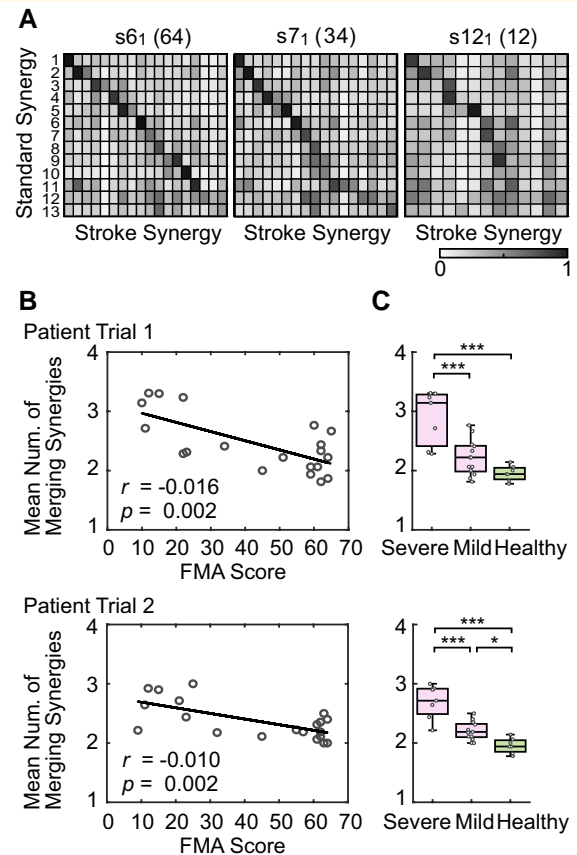 A
s6₁ (64)
s7₁ (34)
s12₁ (12)
Standard Synergy
1
2
3
4
5
6
7
8
9
10
11
12
13
Stroke Synergy
Stroke Synergy
Stroke Synergy
0
1
B
C
Patient Trial 1
Mean Num. of
Merging Synergies
4
3
2
1
r = -0.016
p = 0.002
0 10 20 30 40 50 60 70
FMA Score
4
3
2
1
***
***
Severe Mild Healthy
Patient Trial 2
Mean Num. of
Merging Synergies
4
3
2
1
r = -0.010
p = 0.002
0 10 20 30 40 50 60 70
FMA Score
4
3
2
1
***
*** *
Severe Mild Healthy